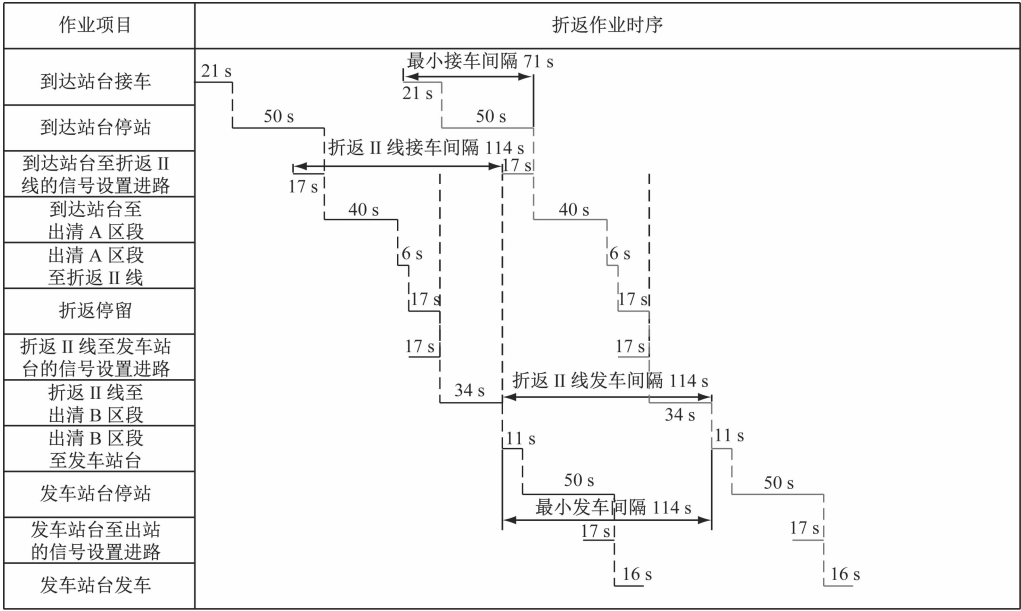 作业项目
折返作业时序
到达站台接车
21 s
最小接车间隔 71 s
21 s
到达站台停站
50 s
50 s
到达站台至折返 II
线的信号设置进路
折返 II 线接车间隔 114 s
17 s
17 s
到达站台至
出清 A 区段
40 s
40 s
出清 A 区段
至折返 II 线
6 s
6 s
折返停留
17 s
17 s
折返 II 线至发车站
台的信号设置进路
17 s
17 s
折返 II 线至
出清 B 区段
34 s
折返 II 线发车间隔 114 s
34 s
出清 B 区段
至发车站台
11 s
11 s
发车站台停站
50 s
50 s
最小发车间隔 114 s
发车站台至出站
的信号设置进路
17 s
17 s
发车站台发车
16 s
16 s